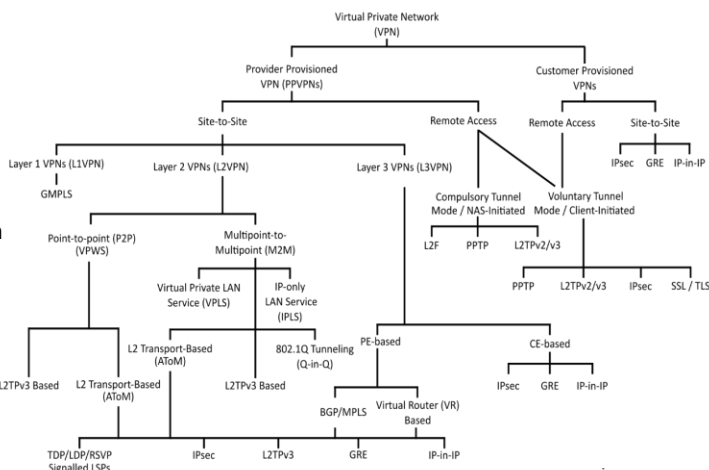 Virtual Private Network
(VPN)
Provider Provisioned
VPN (PPVPNs)
Customer Provisioned
VPNs
Site-to-Site
Remote Access
Remote Access
Site-to-Site
IPsec
GRE
IP-in-IP
Layer 1 VPNs (L1VPN)
Layer 2 VPNs (L2VPN)
Layer 3 VPNs (L3VPN)
GMPLS
Compulsory Tunnel
Mode / NAS-Initiated
Voluntary Tunnel
Mode / Client-Initiated
L2F
PPTP
L2TPv2/v3
Point-to-point (P2P)
(VPWS)
Multipoint-to-
Multipoint (M2M)
PPTP
L2TPv2/v3
IPsec
SSL / TLS
Virtual Private LAN
Service (VPLS)
IP-only
LAN Service
(IPLS)
L2 Transport-Based
(AToM)
802.1Q Tunneling
(Q-in-Q)
PE-based
CE-based
L2TPv3 Based
L2 Transport-Based
(AToM)
L2TPv3 Based
IPsec
GRE
IP-in-IP
BGP/MPLS
Virtual Router (VR)
Based
TDP/LDP/RSVP
Signalled LSPs
IPsec
L2TPv3
GRE
IP-in-IP